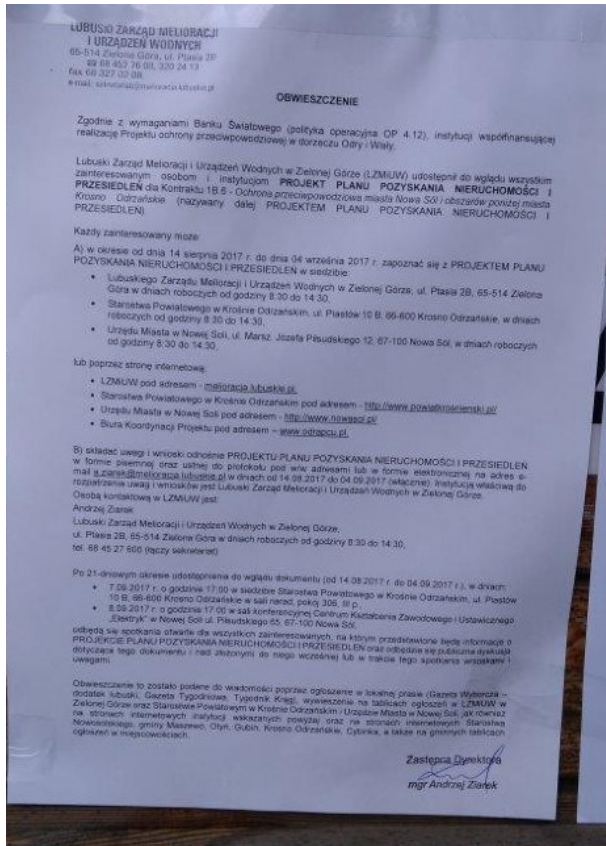 LUBUSKI ZARZĄD MELIORACJI
I URZĄDZEŃ WODNYCH
65-514 Zielona Góra, ul. Ptasia 2B
fax 68 327 02 08
OBWIESZCZENIE
Zgodnie z wymaganiami Banku Światowego (polityka operacyjna OP 4.12), instytucji współfinansującej
realizację Projektu ochrony przeciwpowodziowej w dorzeczu Odry i Wisły,
Lubuski Zarząd Melioracji i Urządzeń Wodnych w Zielonej Górze (LZMiUW) udostępnił do wglądu wszystkim
zainteresowanym osobom i instytucjom PROJEKT PLANU POZYSKANIA NIERUCHOMOŚCI I
PRZESIEDLEŃ dla Kontraktu 1B.6 - Ochrona przeciwpowodziowa miasta Nowa Sól i obszarów poniżej miasta
Krosno Odrzańskie (nazywany dalej PROJEKTEM PLANU POZYSKANIA NIERUCHOMOŚCI I
PRZESIEDLEŃ)
Każdy zainteresowany może:
A) w okresie od dnia 14 sierpnia 2017 r. do dnia 04 września 2017 r. zapoznać się z PROJEKTEM PLANU
POZYSKANIA NIERUCHOMOŚCI I PRZESIEDLEŃ w siedzibie:
• Lubuskiego Zarządu Melioracji i Urządzeń Wodnych w Zielonej Górze, ul. Ptasia 2B, 65-514 Zielona
Góra w dniach roboczych od godziny 8:30 do 14:30,
• Starostwa Powiatowego w Krośnie Odrzańskim, ul. Piastów 10 B, 66-600 Krosno Odrzańskie, w dniach
roboczych od godziny 8:30 do 14:30,
• Urzędu Miasta w Nowej Soli, ul. Marsz. Józefa Piłsudskiego 12, 67-100 Nowa Sól, w dniach roboczych
od godziny 8:30 do 14:30,
lub poprzez stronę internetową:
• LZMiUW pod adresem - melioracja.lubuskie.pl,
• Starostwa Powiatowego w Krośnie Odrzańskim pod adresem - http://www.powiatkrosnienski.pl/
• Urzędu Miasta w Nowej Soli pod adresem - http://www.nowasol.pl/
• Biura Koordynacji Projektu pod adresem – www.odrapcu.pl.
B) składać uwagi i wnioski odnośnie PROJEKTU PLANU POZYSKANIA NIERUCHOMOŚCI I PRZESIEDLEŃ
w formie pisemnej oraz ustnej do protokołu pod w/w adresami lub w formie elektronicznej na adres e-
mail a.ziarek@melioracja.lubuskie.pl w dniach od 14.08.2017 do 04.09.2017 (włącznie). Instytucją właściwą do
rozpatrzenia uwag i wniosków jest Lubuski Zarząd Melioracji i Urządzeń Wodnych w Zielonej Górze.
Osobą kontaktową w LZMiUW jest:
Andrzej Ziarek
Lubuski Zarząd Melioracji i Urządzeń Wodnych w Zielonej Górze,
ul. Ptasia 2B, 65-514 Zielona Góra w dniach roboczych od godziny 8:30 do 14:30,
tel. 68 45 27 600 (łączy sekretariat)
Po 21-dniowym okresie udostępnienia do wglądu dokumentu (od 14.08.2017 r. do 04.09.2017 r.), w dniach:
• 7.09.2017 r. o godzinie 17:00 w siedzibie Starostwa Powiatowego w Krośnie Odrzańskim, ul. Piastów
10 B, 66-600 Krosno Odrzańskie w sali narad, pokój 306, III p.,
• 8.09.2017 r. o godzinie 17:00 w sali konferencyjnej Centrum Kształcenia Zawodowego i Ustawicznego
„Elektryk” w Nowej Soli ul. Piłsudskiego 65, 67-100 Nowa Sól,
odbędą się spotkania otwarte dla wszystkich zainteresowanych, na którym przedstawione będą informacje o
PROJEKCIE PLANU POZYSKANIA NIERUCHOMOŚCI I PRZESIEDLEŃ oraz odbędzie się publiczna dyskusja
dotycząca tego dokumentu i nad złożonymi do niego wcześniej lub w trakcie tego spotkania wnioskami i
uwagami.
Obwieszczenie to zostało podane do wiadomości poprzez ogłoszenie w lokalnej prasie (Gazeta Wyborcza –
dodatek lubuski, Gazeta Tygodniowa, Tygodnik Krąg), wywieszenie na tablicach ogłoszeń w LZMiUW w
Zielonej Górze oraz Starostwie Powiatowym w Krośnie Odrzańskim i Urzędzie Miasta w Nowej Soli, jak również
na stronach internetowych instytucji wskazanych powyżej oraz na stronach internetowych Starostwa
Nowosolskiego, gminy Maszewo, Otyń, Gubin, Krosno Odrzańskie, Cybinka, a także na gminnych tablicach
ogłoszeń w miejscowościach.
Zastępca Dyrektora
mgr Andrzej Ziarek